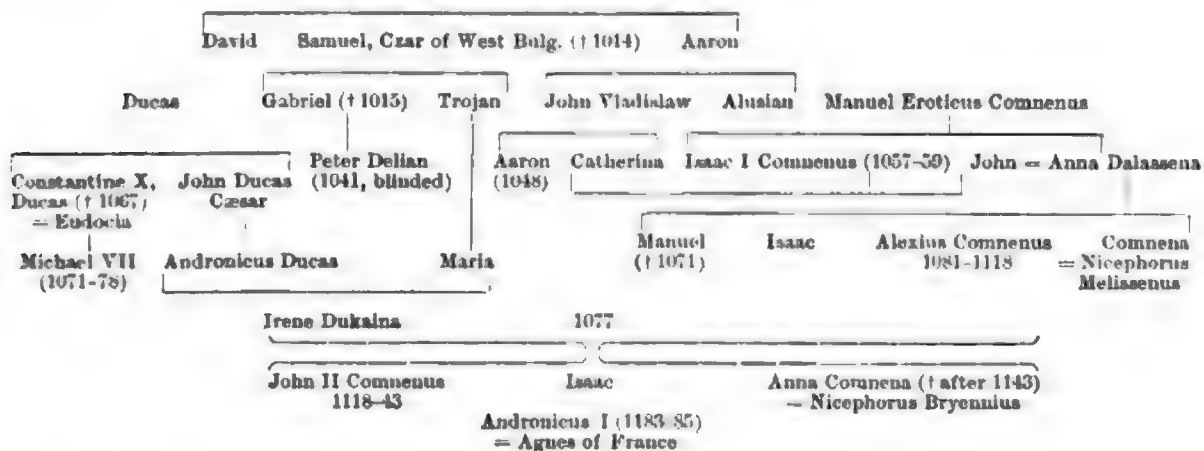 David Samuel, Czar of West Bulg. († 1014) Aaron
Ducas Gabriel († 1015) Trojan John Vladislaw Alusian Manuel Eroticus Comnenus
Constantine X, Ducas († 1067) = Eudocia
John Ducas Cæsar
Peter Delian (1041, blinded)
Aaron (1048)
Catherina Isaac I Comnenus (1057–59) John = Anna Dalassena
Michael VII (1071-78)
Andronicus Ducas Maria
Manuel († 1071)
Isaac
Alexius Comnenus 1081-1118
Comnena = Nicephorus Melissenus
Irene Dukaina 1077
John II Comnenus 1118–43
Isaac
Anna Comnena († after 1143) = Nicephorus Bryennius
Andronicus I (1183-85)
= Agnes of France